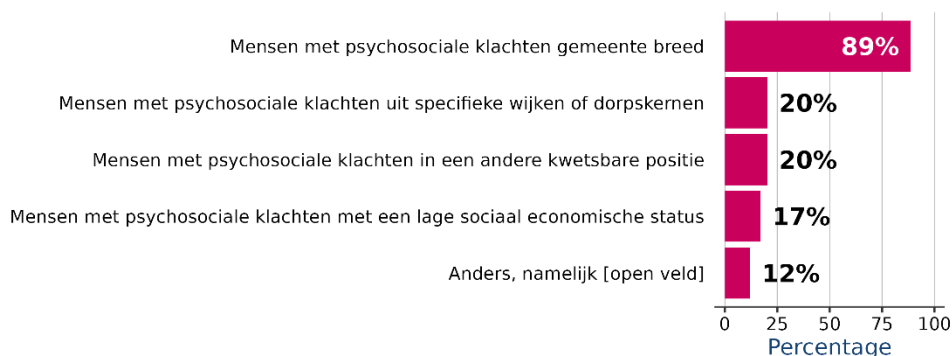 Mensen met psychosociale klachten gemeente breed 89%
Mensen met psychosociale klachten uit specifieke wijken of dorpskernen 20%
Mensen met psychosociale klachten in een andere kwetsbare positie 20%
Mensen met psychosociale klachten met een lage sociaal economische status 17%
Anders, namelijk [open veld] 12%
0 25 50 75 100
Percentage